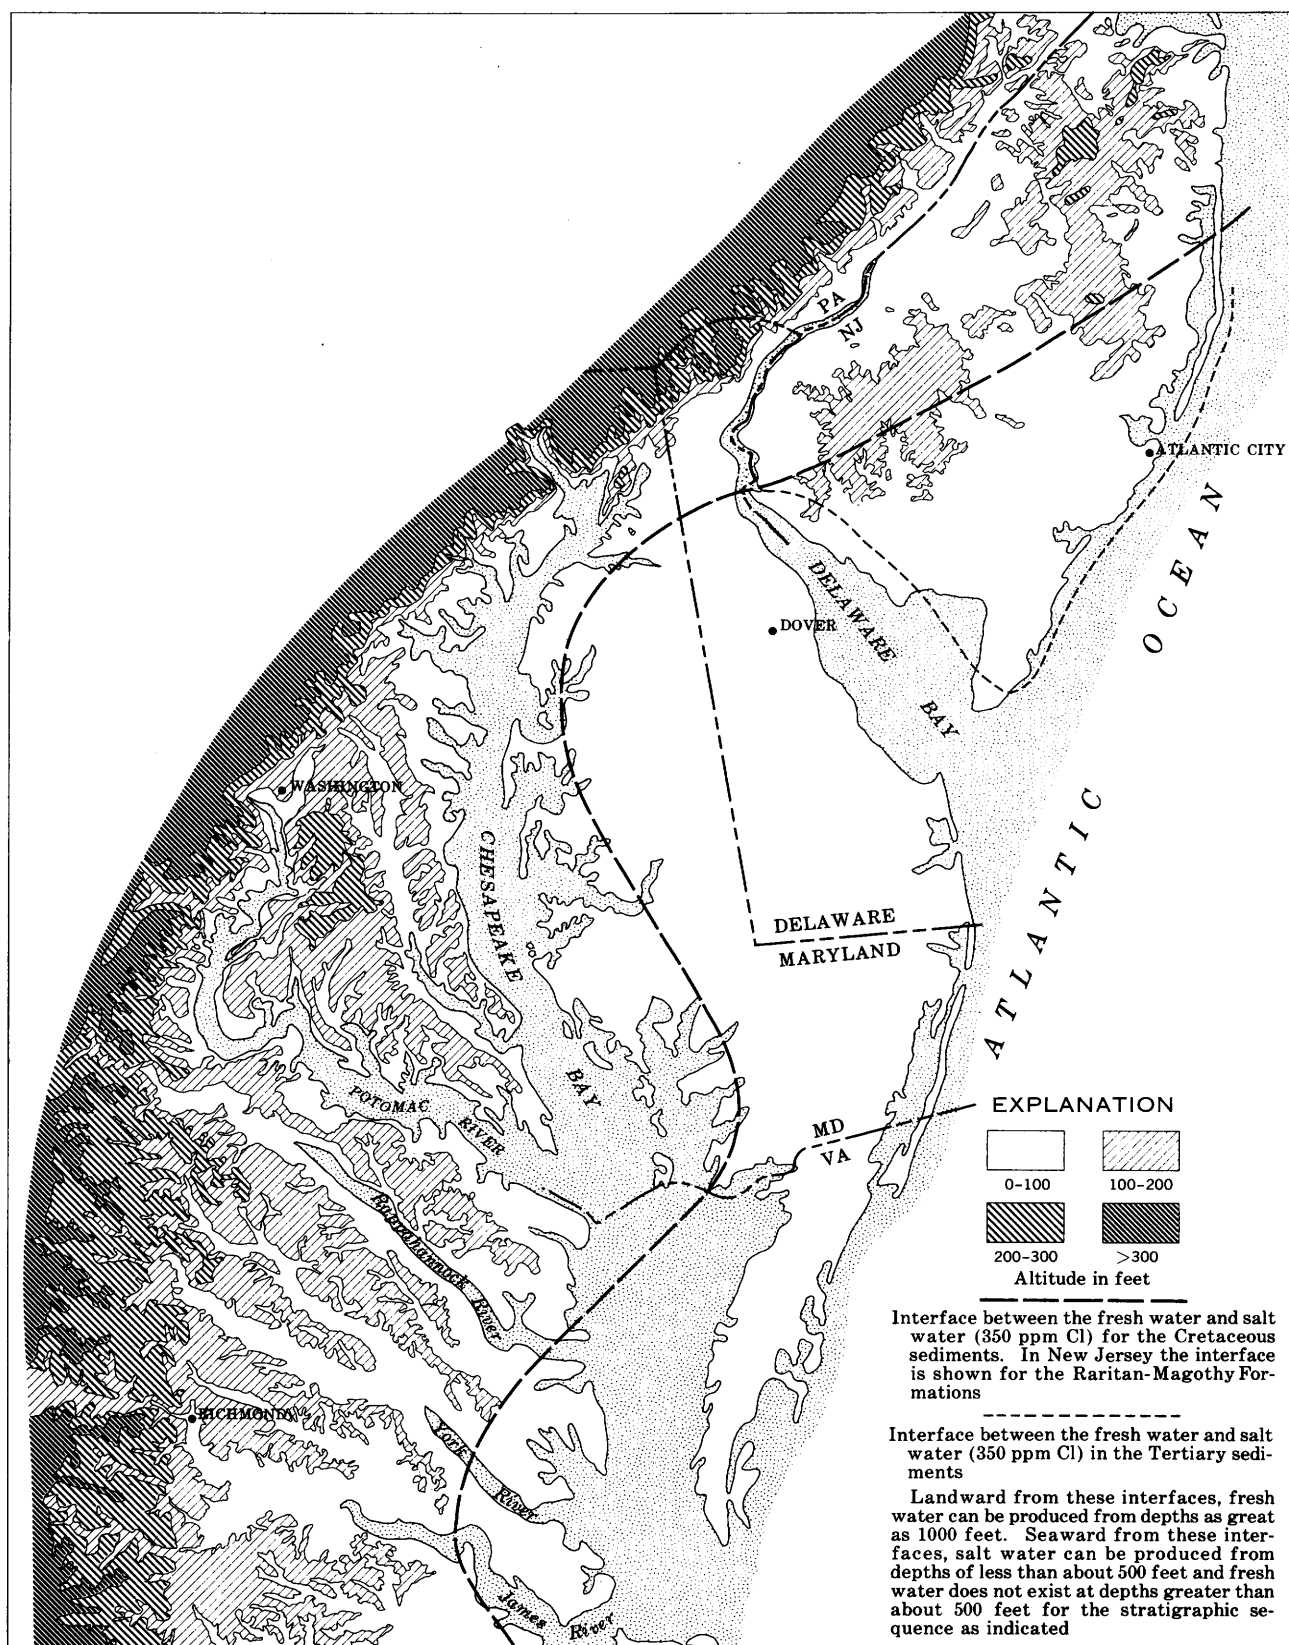 PA
NJ
ATLANTIC CITY
DELAWARE
BAY
DOVER
WASHINGTON
CHESAPEAKE
BAY
DELAWARE
MARYLAND
ATLANTIC OCEAN
POTOMAC
RIVER
MD
VA
Rappahannock River
RICHMOND
York
River
James
River
EXPLANATION
0-100
100-200
200-300
>300
Altitude in feet
Interface between the fresh water and salt
water (350 ppm Cl) for the Cretaceous
sediments. In New Jersey the interface
is shown for the Raritan-Magothy For-
mations
Interface between the fresh water and salt
water (350 ppm Cl) in the Tertiary sedi-
ments
Landward from these interfaces, fresh
water can be produced from depths as great
as 1000 feet. Seaward from these inter-
faces, salt water can be produced from
depths of less than about 500 feet and fresh
water does not exist at depths greater than
about 500 feet for the stratigraphic se-
quence as indicated